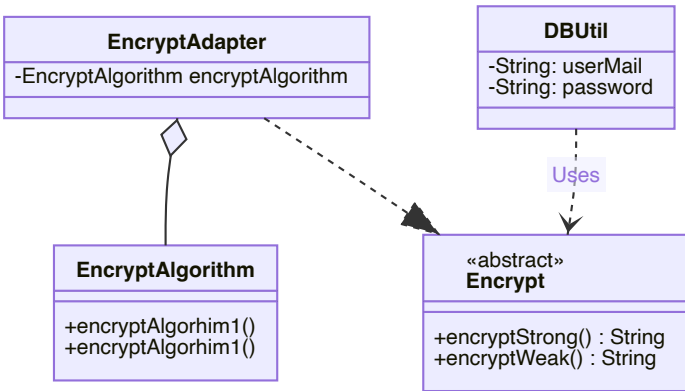 EncryptAdapter
-EncryptAlgorithm encryptAlgorithm
DBUtil
-String: userMail
-String: password
Uses
EncryptAlgorithm
+encryptAlgorhim1()
+encryptAlgorhim1()
«abstract»
Encrypt
+encryptStrong() : String
+encryptWeak() : String